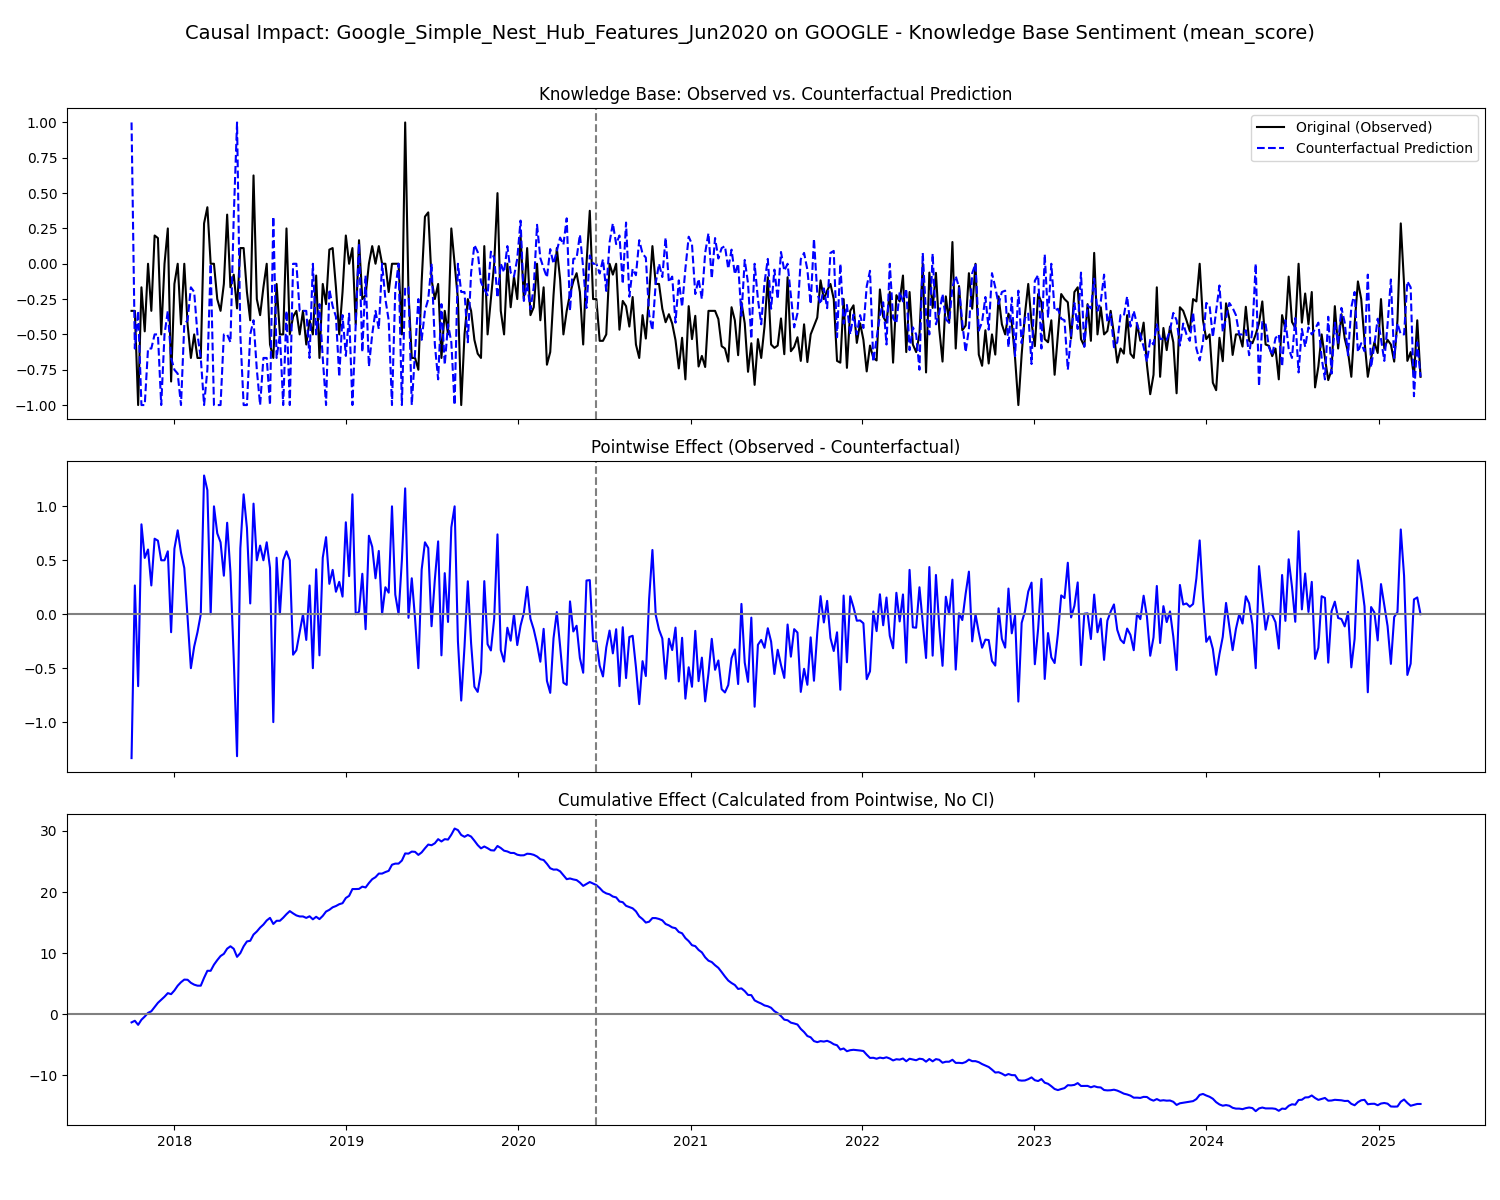 Causal Impact: Google_Simple_Nest_Hub_Features_Jun2020 on GOOGLE - Knowledge Base Sentiment (mean_score)
Knowledge Base: Observed vs. Counterfactual Prediction
1.00
0.75
0.50
0.25
0.00
−0.25
−0.50
−0.75
−1.00
Original (Observed)
Counterfactual Prediction
Pointwise Effect (Observed - Counterfactual)
1.0
0.5
0.0
−0.5
−1.0
Cumulative Effect (Calculated from Pointwise, No CI)
30
20
10
0
−10
2018 2019 2020 2021 2022 2023 2024 2025